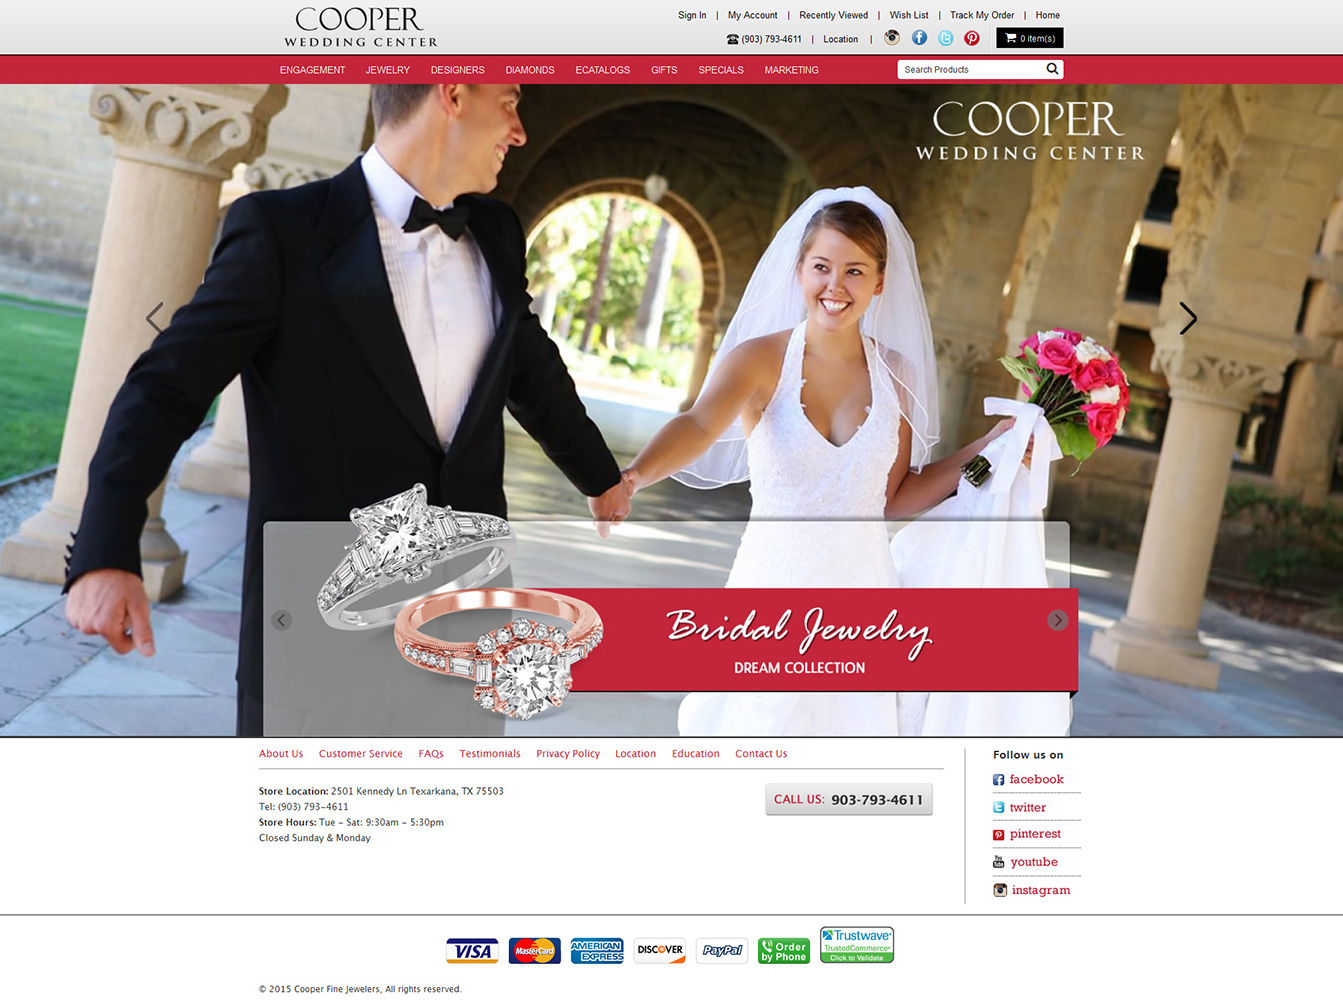 COOPER
WEDDING CENTER
Sign In | My Account | Recently Viewed | Wish List | Track My Order | Home
(903) 793-4611 | Location |
0 item(s)
ENGAGEMENT JEWELRY DESIGNERS DIAMONDS ECATALOGS GIFTS SPECIALS MARKETING
Search Products
COOPER
WEDDING CENTER
Bridal Jewelry
DREAM COLLECTION
About Us Customer Service FAQs Testimonials Privacy Policy Location Education Contact Us
Store Location: 2501 Kennedy Ln Texarkana, TX 75503
Tel: (903) 793-4611
Store Hours: Tue - Sat: 9:30am - 5:30pm
Closed Sunday & Monday
CALL US: 903-793-4611
Follow us on
facebook
twitter
pinterest
You Tube youtube
instagram
VISA MasterCard AMERICAN EXPRESS DISCOVER PayPal Order by Phone
Trustwave
TrustedCommerce
Click to Validate
© 2015 Cooper Fine Jewelers, All rights reserved.